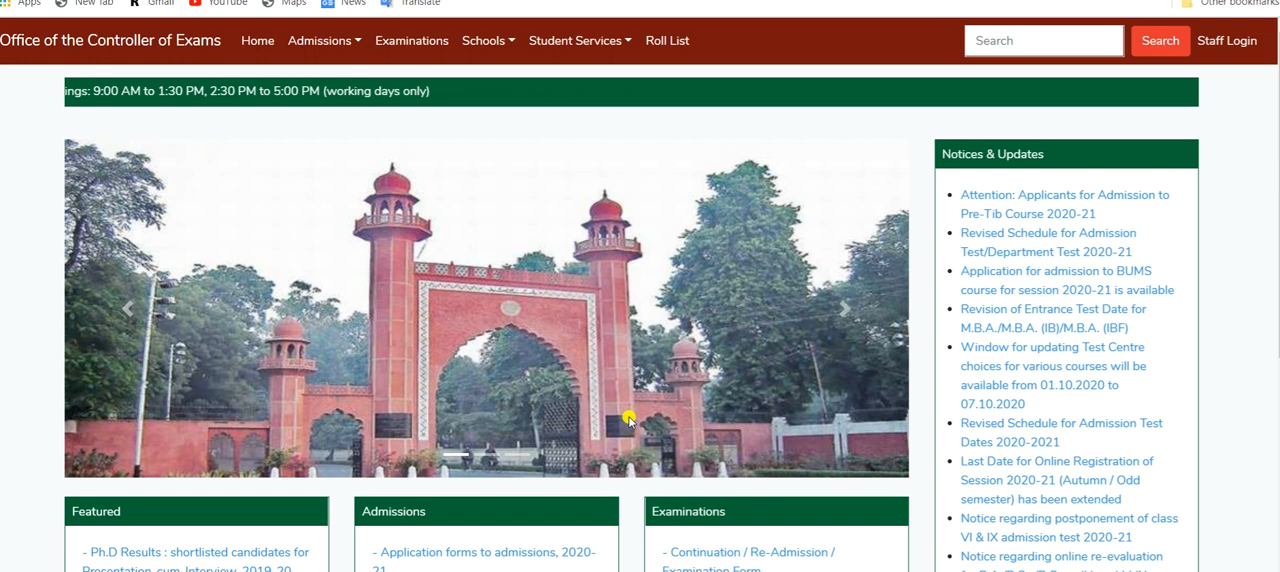 Apps New Tab Gmail YouTube Maps News Translate Other bookmarks
Office of the Controller of Exams Home Admissions Examinations Schools Student Services Roll List Search Search Staff Login
ings: 9:00 AM to 1:30 PM, 2:30 PM to 5:00 PM (working days only)
Notices & Updates
Attention: Applicants for Admission to
Pre-Tib Course 2020-21
Revised Schedule for Admission
Test/Department Test 2020-21
Application for admission to BUMS
course for session 2020-21 is available
Revision of Entrance Test Date for
M.B.A./M.B.A. (IB)/M.B.A. (IBF)
Window for updating Test Centre
choices for various courses will be
available from 01.10.2020 to
07.10.2020
Revised Schedule for Admission Test
Dates 2020-2021
Last Date for Online Registration of
Session 2020-21 (Autumn / Odd
semester) has been extended
Notice regarding postponement of class
VI & IX admission test 2020-21
Notice regarding online re-evaluation
Featured
- Ph.D Results : shortlisted candidates for
Presentation-cum-Interview, 2019-20
Admissions
- Application forms to admissions, 2020-
21
Examinations
- Continuation / Re-Admission /
Examination Form